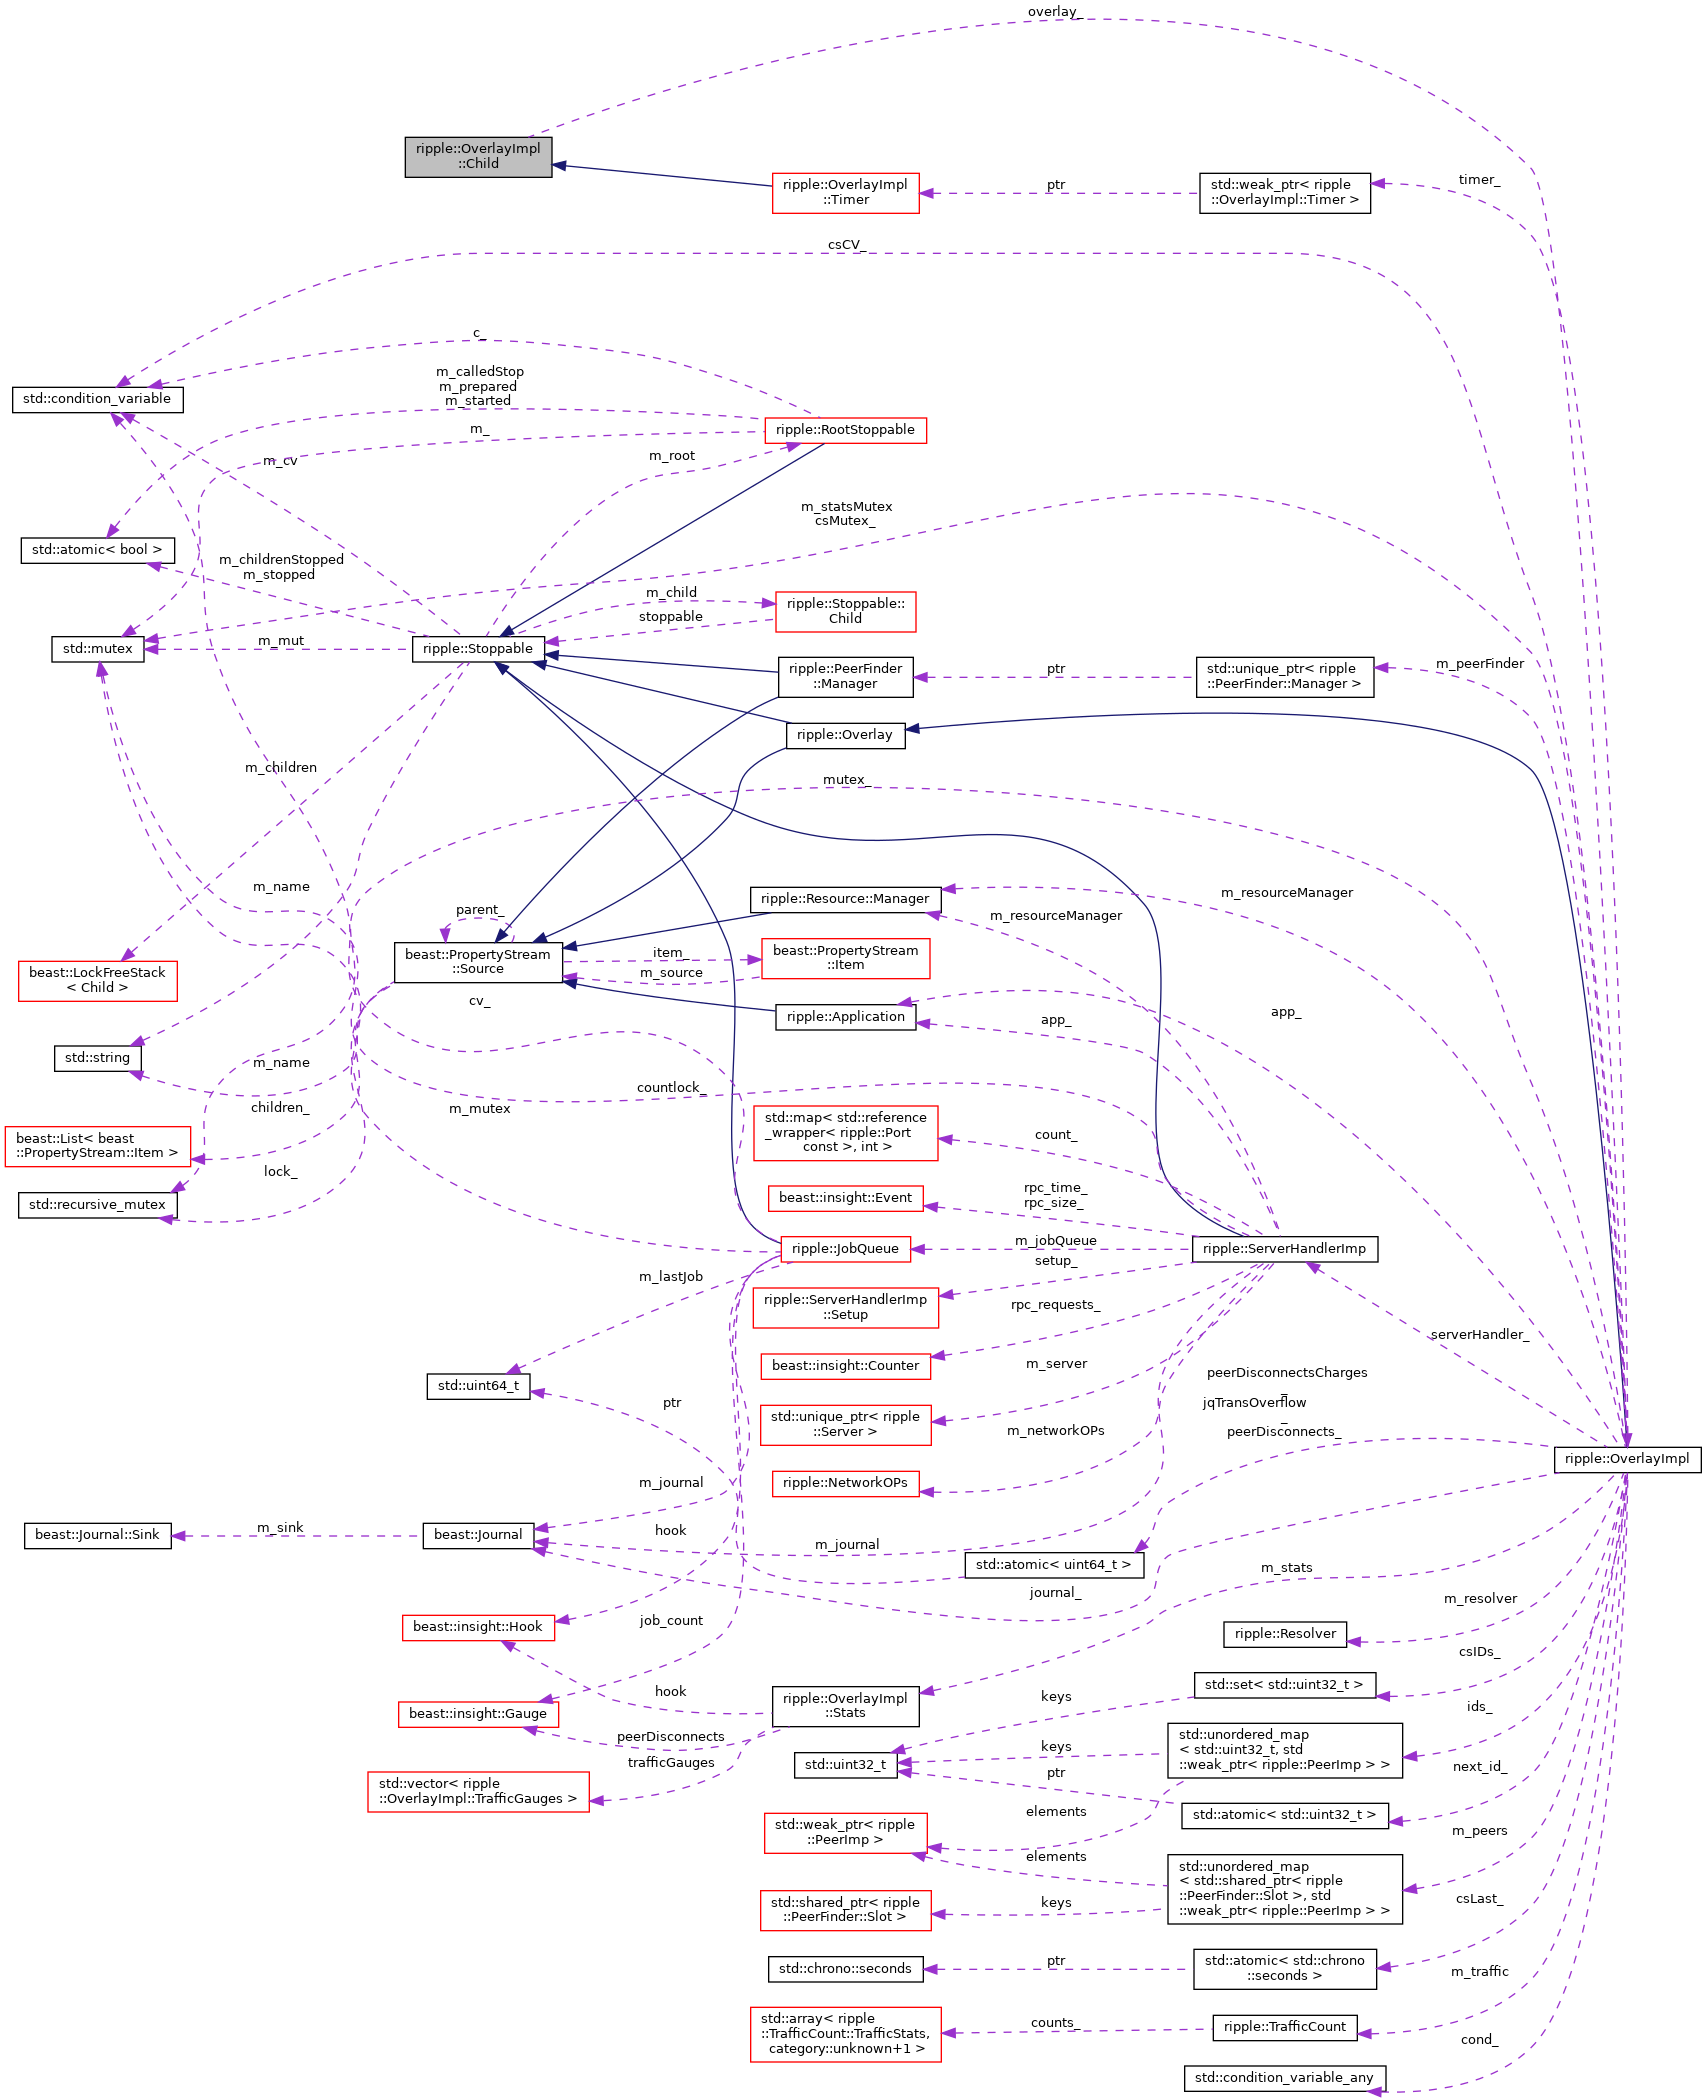 overlay_
ripple::OverlayImpl
::Child
ripple::OverlayImpl
::Timer
ptr
std::weak_ptr< ripple
::OverlayImpl::Timer >
timer_
csCV_
c_
std::condition_variable
m_calledStop
m_prepared
m_started
m_
ripple::RootStoppable
m_cv
m_root
m_statsMutex
csMutex_
std::atomic< bool >
m_childrenStopped
m_stopped
m_child
ripple::Stoppable::
Child
stoppable
std::mutex
m_mut
ripple::Stoppable
ripple::PeerFinder
::Manager
ptr
std::unique_ptr< ripple
::PeerFinder::Manager >
m_peerFinder
ripple::Overlay
m_children
mutex_
m_name
ripple::Resource::Manager
m_resourceManager
m_resourceManager
parent_
beast::PropertyStream
::Source
item_
m_source
beast::PropertyStream
::Item
beast::LockFreeStack
< Child >
cv_
ripple::Application
app_
app_
std::string
m_name
countlock_
children_
m_mutex
beast::List< beast
::PropertyStream::Item >
std::map< std::reference
_wrapper< ripple::Port
const >, int >
count_
lock_
std::recursive_mutex
beast::insight::Event
rpc_time_
rpc_size_
ripple::JobQueue
m_jobQueue
ripple::ServerHandlerImp
setup_
m_lastJob
ripple::ServerHandlerImp
::Setup
rpc_requests_
serverHandler_
beast::insight::Counter
m_server
std::uint64_t
ptr
peerDisconnectsCharges
_
jqTransOverflow
_
peerDisconnects_
std::unique_ptr< ripple
::Server >
m_networkOPs
ripple::OverlayImpl
m_journal
ripple::NetworkOPs
beast::Journal::Sink
m_sink
beast::Journal
hook
m_journal
std::atomic< uint64_t >
m_stats
journal_
m_resolver
beast::insight::Hook
job_count
ripple::Resolver
csIDs_
hook
keys
std::set< std::uint32_t >
ripple::OverlayImpl
::Stats
ids_
beast::insight::Gauge
peerDisconnects
trafficGauges
std::uint32_t
keys
ptr
std::unordered_map
< std::uint32_t, std
::weak_ptr< ripple::PeerImp > >
next_id_
std::vector< ripple
::OverlayImpl::TrafficGauges >
elements
std::atomic< std::uint32_t >
m_peers
std::weak_ptr< ripple
::PeerImp >
elements
std::unordered_map
< std::shared_ptr< ripple
::PeerFinder::Slot >, std
::weak_ptr< ripple::PeerImp > >
csLast_
std::shared_ptr< ripple
::PeerFinder::Slot >
keys
std::chrono::seconds
ptr
std::atomic< std::chrono
::seconds >
m_traffic
std::array< ripple
::TrafficCount::TrafficStats,
category::unknown+1 >
counts_
ripple::TrafficCount
cond_
std::condition_variable_any